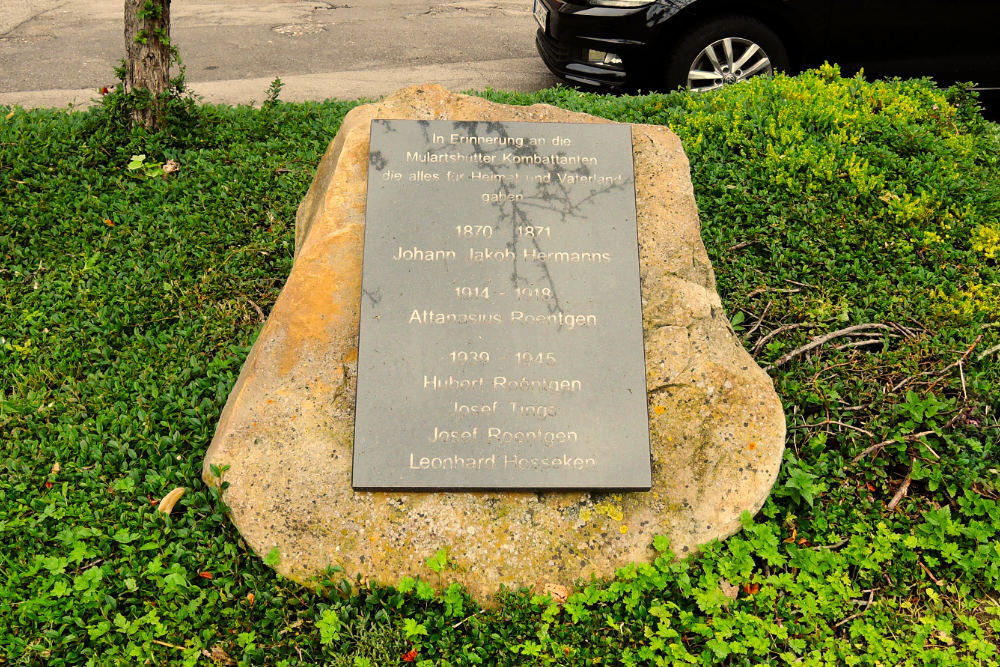 In Erinnerung an die
Mulartshütter Kombattanten
die alles für Heimat und Vaterland
gaben
1870 - 1871
Johann Jakob Hermanns
1914 - 1918
Attanasius Roentgen
1939 - 1945
Hubert Roentgen
Josef Tings
Josef Roentgen
Leonhard Hosseken